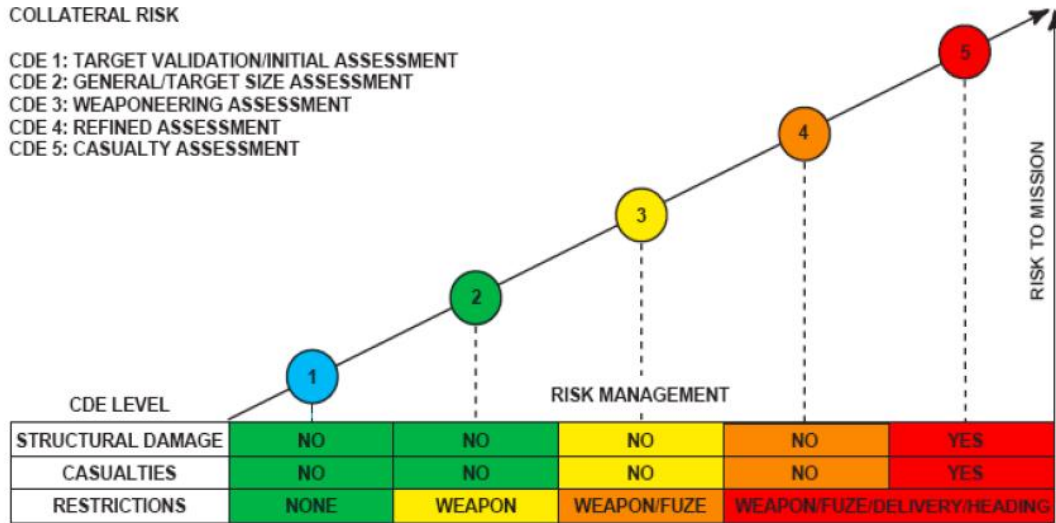 COLLATERAL RISK
CDE 1: TARGET VALIDATION/INITIAL ASSESSMENT
CDE 2: GENERAL/TARGET SIZE ASSESSMENT
CDE 3: WEAPONEERING ASSESSMENT
CDE 4: REFINED ASSESSMENT
CDE 5: CASUALTY ASSESSMENT
5
4
3
2
1
RISK TO MISSION
RISK MANAGEMENT
CDE LEVEL
STRUCTURAL DAMAGE NO NO NO NO YES
CASUALTIES NO NO NO NO YES
RESTRICTIONS NONE WEAPON WEAPON/FUZE WEAPON/FUZE/DELIVERY/HEADING